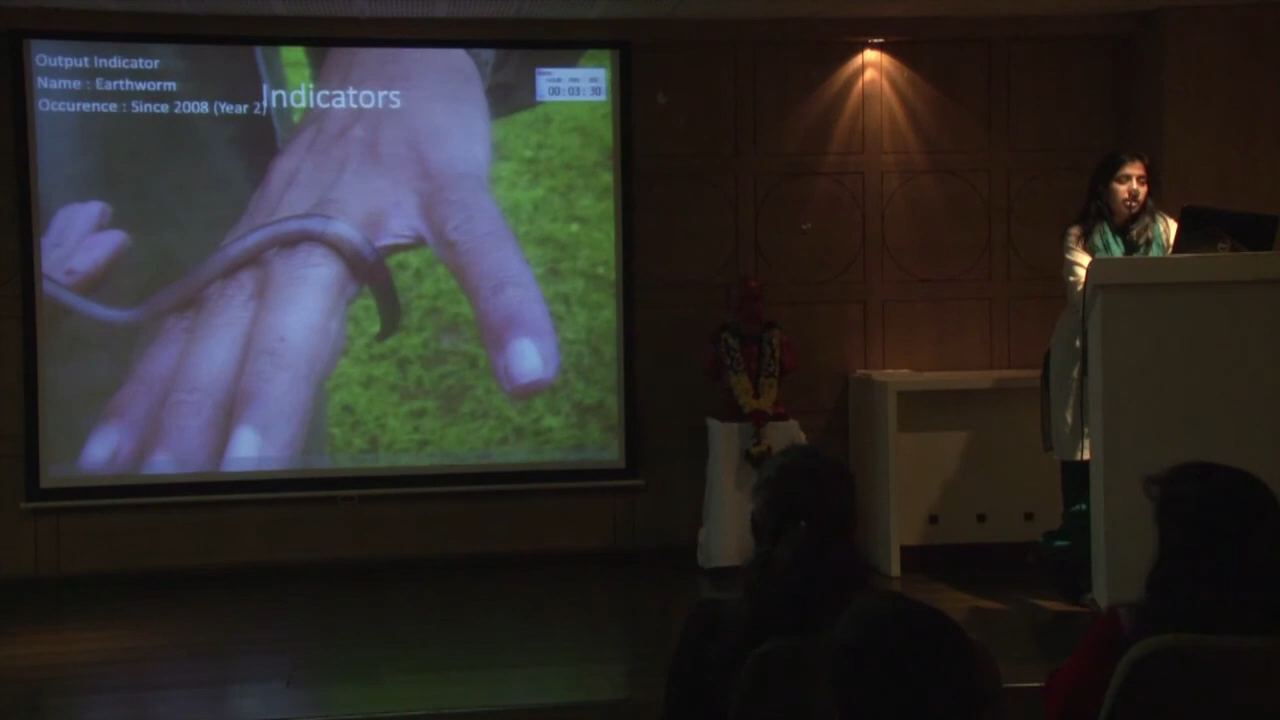 Output Indicator
Name : Earthworm
Occurence : Since 2008 (Year 2)
Indicators
00:03:30